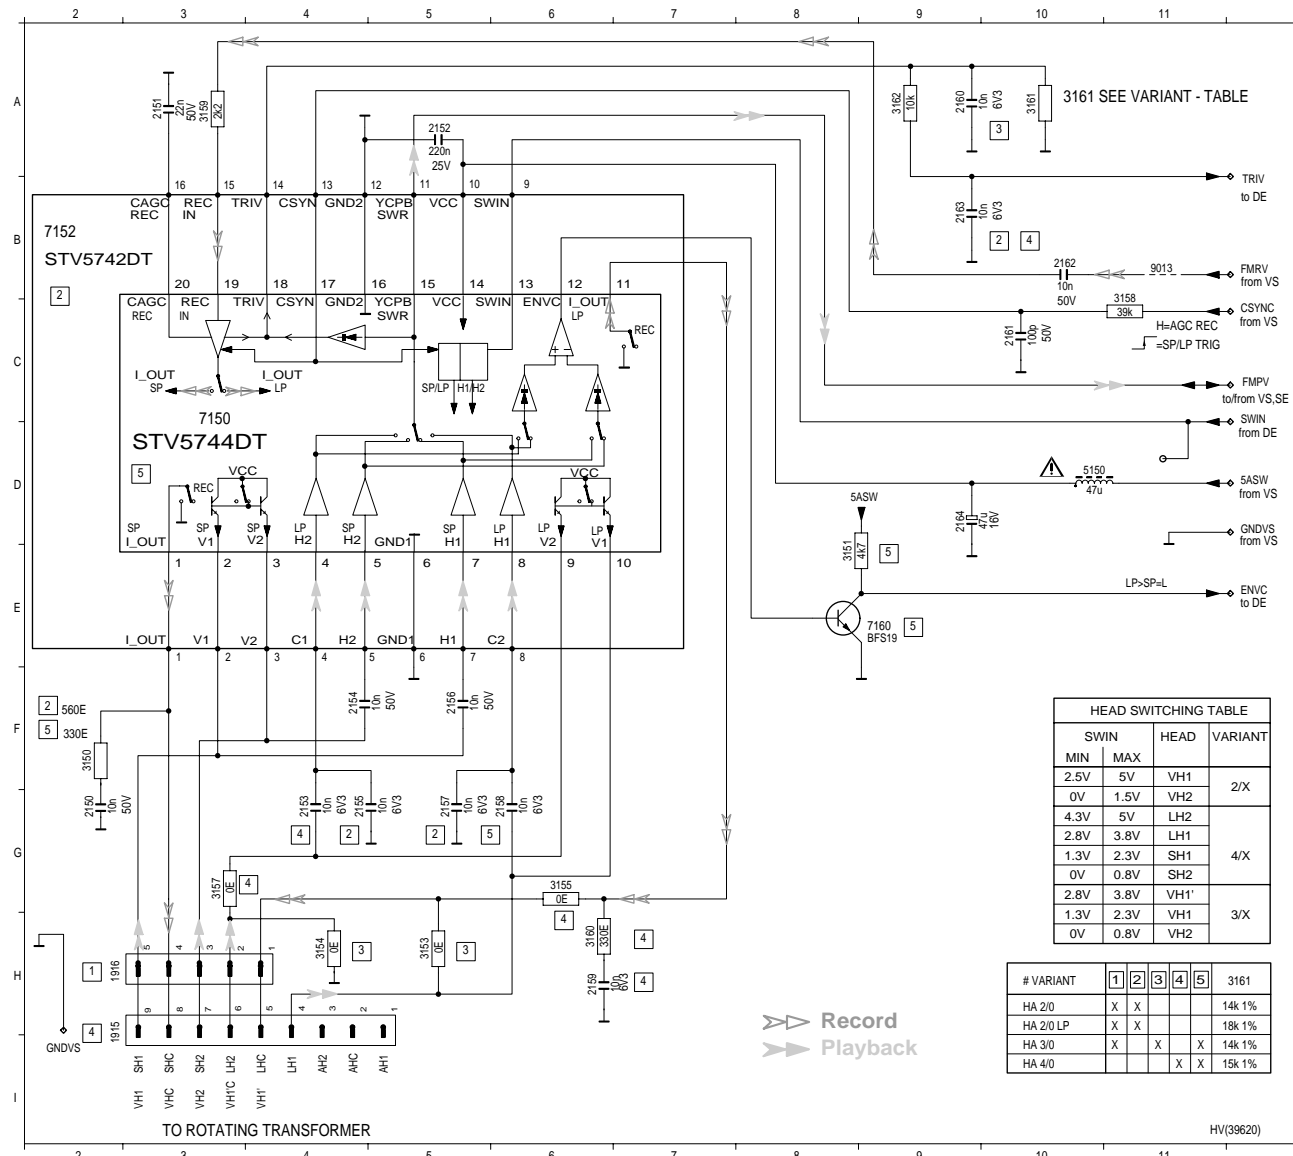 2 3 4 5 6 7 8 9 10 11
A
2151 22n 50V
3159 2k2
2152
220n
25V
3162 10k
2160 10n 6V3
3
3161
3161 SEE VARIANT - TABLE
TRIV
to DE
16 15 14 13 12 11 10 9
CAGC REC TRIV CSYN GND2 YCPB VCC SWIN
REC IN SWR
B
7152
STV5742DT
2
2163 10n 6V3
2 4
2162
10n
50V
9013
FMRV
from VS
20 19 18 17 16 15 14 13 12 11
CAGC REC TRIV CSYN GND2 YCPB VCC SWIN ENVC I_OUT
REC IN SWR LP
REC
3158
39k
CSYNC
from VS
2161 100p 50V
H=AGC REC
=SP/LP TRIG
C
I_OUT I_OUT
SP LP
SP/LP H1/H2
FMPV
to/from VS,SE
7150
STV5744DT
SWIN
from DE
5
D
REC
VCC
VCC
5150
47u
5ASW
from VS
5ASW
2164 47u 16V
SP SP SP LP SP SP LP LP LP
I_OUT V1 V2 H2 H2 GND1 H1 H1 V2 V1
GNDVS
from VS
3151 4k7
5
1 2 3 4 5 6 7 8 9 10
E
LP>SP=L
ENVC
to DE
7160
BFS19
5
I_OUT V1 V2 C1 H2 GND1 H1 C2
1 2 3 4 5 6 7 8
F
2 560E
5 330E
3150
2154 10n 50V
2156 10n 50V
2150 10n 50V
2153 10n 6V3
2155 10n 6V3
2157 10n 6V3
2158 10n 6V3
4 2 2 5
HEAD SWITCHING TABLE
SWIN HEAD VARIANT
MIN MAX
2.5V 5V VH1 2/X
0V 1.5V VH2
4.3V 5V LH2
2.8V 3.8V LH1
1.3V 2.3V SH1 4/X
0V 0.8V SH2
2.8V 3.8V VH1'
1.3V 2.3V VH1 3/X
0V 0.8V VH2
G
3157 0E
4
3155
0E
4
3154 0E
3
3153 0E
3
3160 330E
4
2159 10n 6V3
4
H
1
1916
5 4 3 2 1
4
1915
9 8 7 6 5 4 3 2 1
GNDVS
Record
Playback
# VARIANT 1 2 3 4 5 3161
HA 2/0 X X 14k 1%
HA 2/0 LP X X 18k 1%
HA 3/0 X X X 14k 1%
HA 4/0 X X 15k 1%
SH1 SHC SH2 LH2 LHC LH1 AH2 AHC AH1
I
VH1 VHC VH2 VH1'C VH1'
TO ROTATING TRANSFORMER
HV(39620)
2 3 4 5 6 7 8 9 10 11